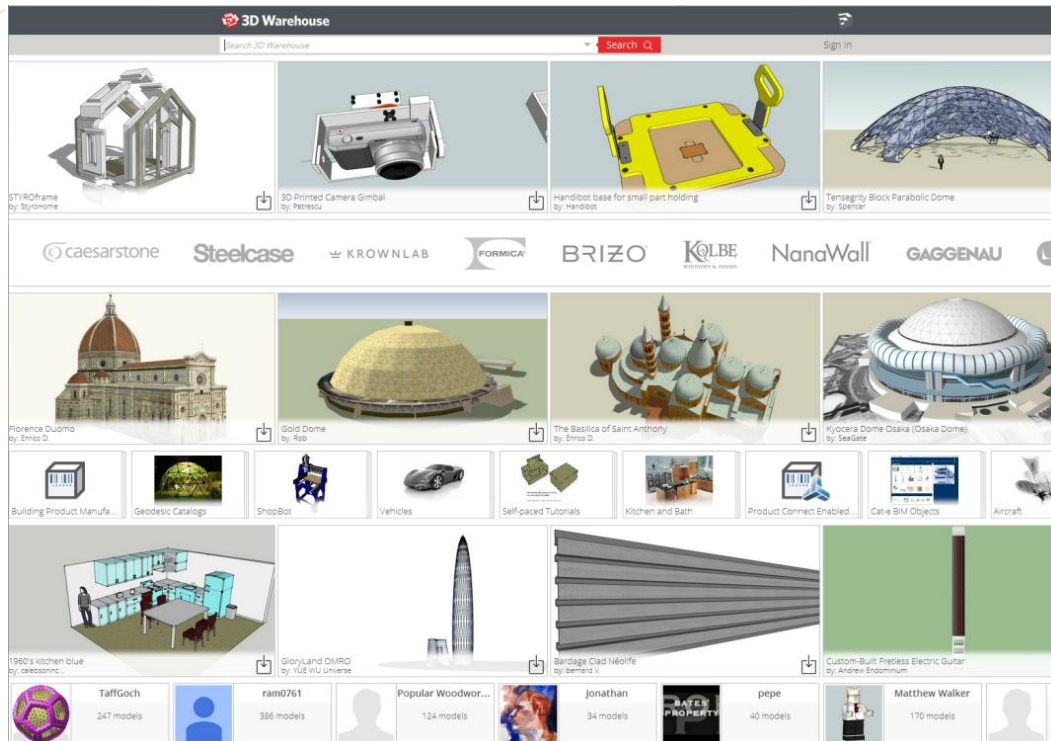 3D Warehouse
Search 3D Warehouse
Search
Sign In
STYROframe
by: StyroHome
3D Printed Camera Gimbal
by: Petrescu
Handibot base for small part holding
by: Handibot
Tensegrity Block Parabolic Dome
by: Spencer
caesarstone
Steelcase
KROWNLAB
FORMICA
BRIZO
KOLBE
WINDOWS & DOORS
NanaWall
GAGGENAU
Florence Duomo
by: Enrico D.
Gold Dome
by: Rob
The Basilica of Saint Anthony
by: Enrico D.
Kyocera Dome Osaka (Osaka Dome)
by: SeaGate
Building Product Manufa...
Geodesic Catalogs
ShopBot
Vehicles
Self-paced Tutorials
Kitchen and Bath
Product Connect Enabled...
Cat-e BIM Objects
Aircraft
1960's kitchen blue
by: calebsoninc...
GloryLand OMRD
by: YUE WU Universe
Bardage Clad Néolife
by: bernard V.
Custom-Built Fretless Electric Guitar
by: Andrew Endominium
TaffGoch
247 models
ram0761
386 models
Popular Woodwor...
124 models
Jonathan
34 models
BATES'
PROPERTY
pepe
40 models
Matthew Walker
170 models